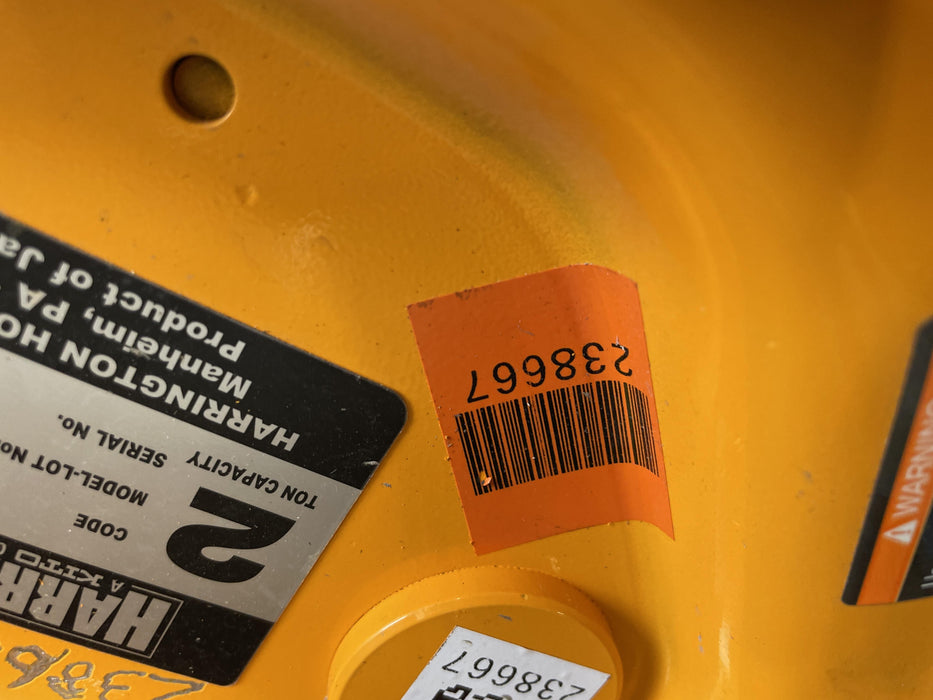 HARR
A KITO
CODE
MODEL-LOT No.
2
TON CAPACITY
SERIAL No.
HARRINGTON HO
Manheim, PA
Product of Ja
238667
238667
WARNING